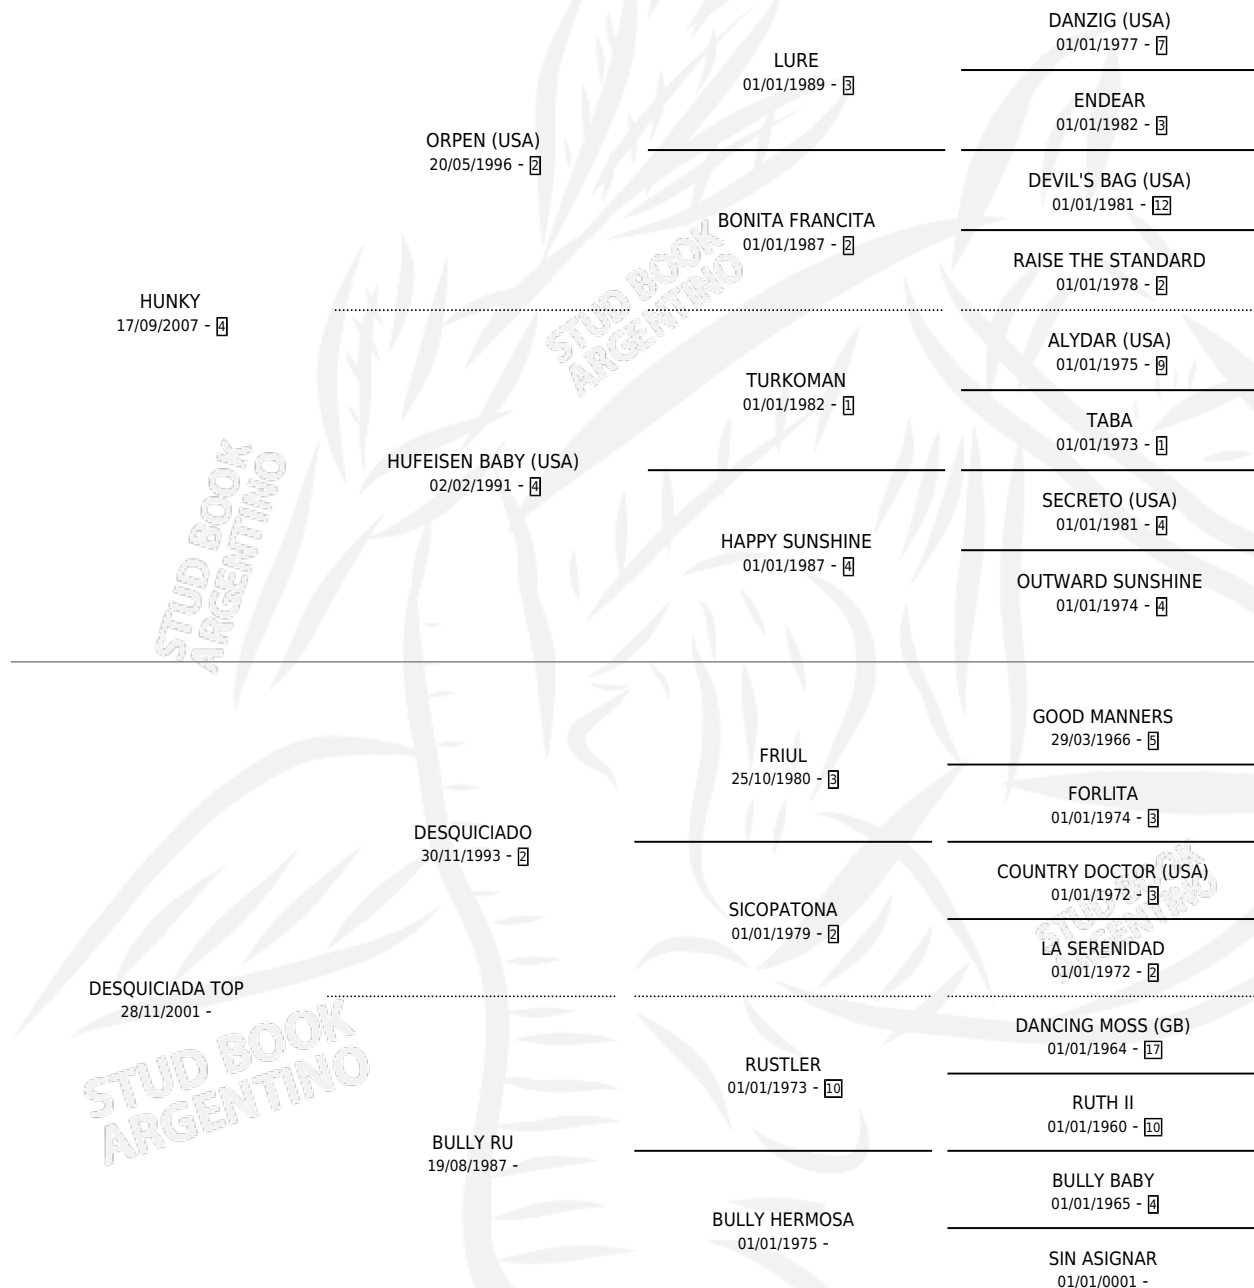 DANZIG (USA)
01/01/1977 - 7
LURE
01/01/1989 - 3
ENDEAR
01/01/1982 - 3
ORPEN (USA)
20/05/1996 - 2
DEVIL'S BAG (USA)
01/01/1981 - 12
BONITA FRANCITA
01/01/1987 - 2
RAISE THE STANDARD
01/01/1978 - 2
HUNKY
17/09/2007 - 4
ALYDAR (USA)
01/01/1975 - 9
TURKOMAN
01/01/1982 - 1
TABA
01/01/1973 - 1
HUFEISEN BABY (USA)
02/02/1991 - 4
SECRETO (USA)
01/01/1981 - 4
HAPPY SUNSHINE
01/01/1987 - 4
OUTWARD SUNSHINE
01/01/1974 - 4
GOOD MANNERS
29/03/1966 - 5
FRIUL
25/10/1980 - 3
FORLITA
01/01/1974 - 3
DESQUICIADO
30/11/1993 - 2
COUNTRY DOCTOR (USA)
01/01/1972 - 3
SICOPATONA
01/01/1979 - 2
LA SERENIDAD
01/01/1972 - 2
DESQUICIADA TOP
28/11/2001 -
DANCING MOSS (GB)
01/01/1964 - 17
RUSTLER
01/01/1973 - 10
RUTH II
01/01/1960 - 10
BULLY RU
19/08/1987 -
BULLY BABY
01/01/1965 - 4
BULLY HERMOSA
01/01/1975 -
SIN ASIGNAR
01/01/0001 -
STUD BOOK
ARGENTINO
STUD BOOK
ARGENTINO
STUD BOOK
ARGENTINO
STUD BOOK
ARGENTINO